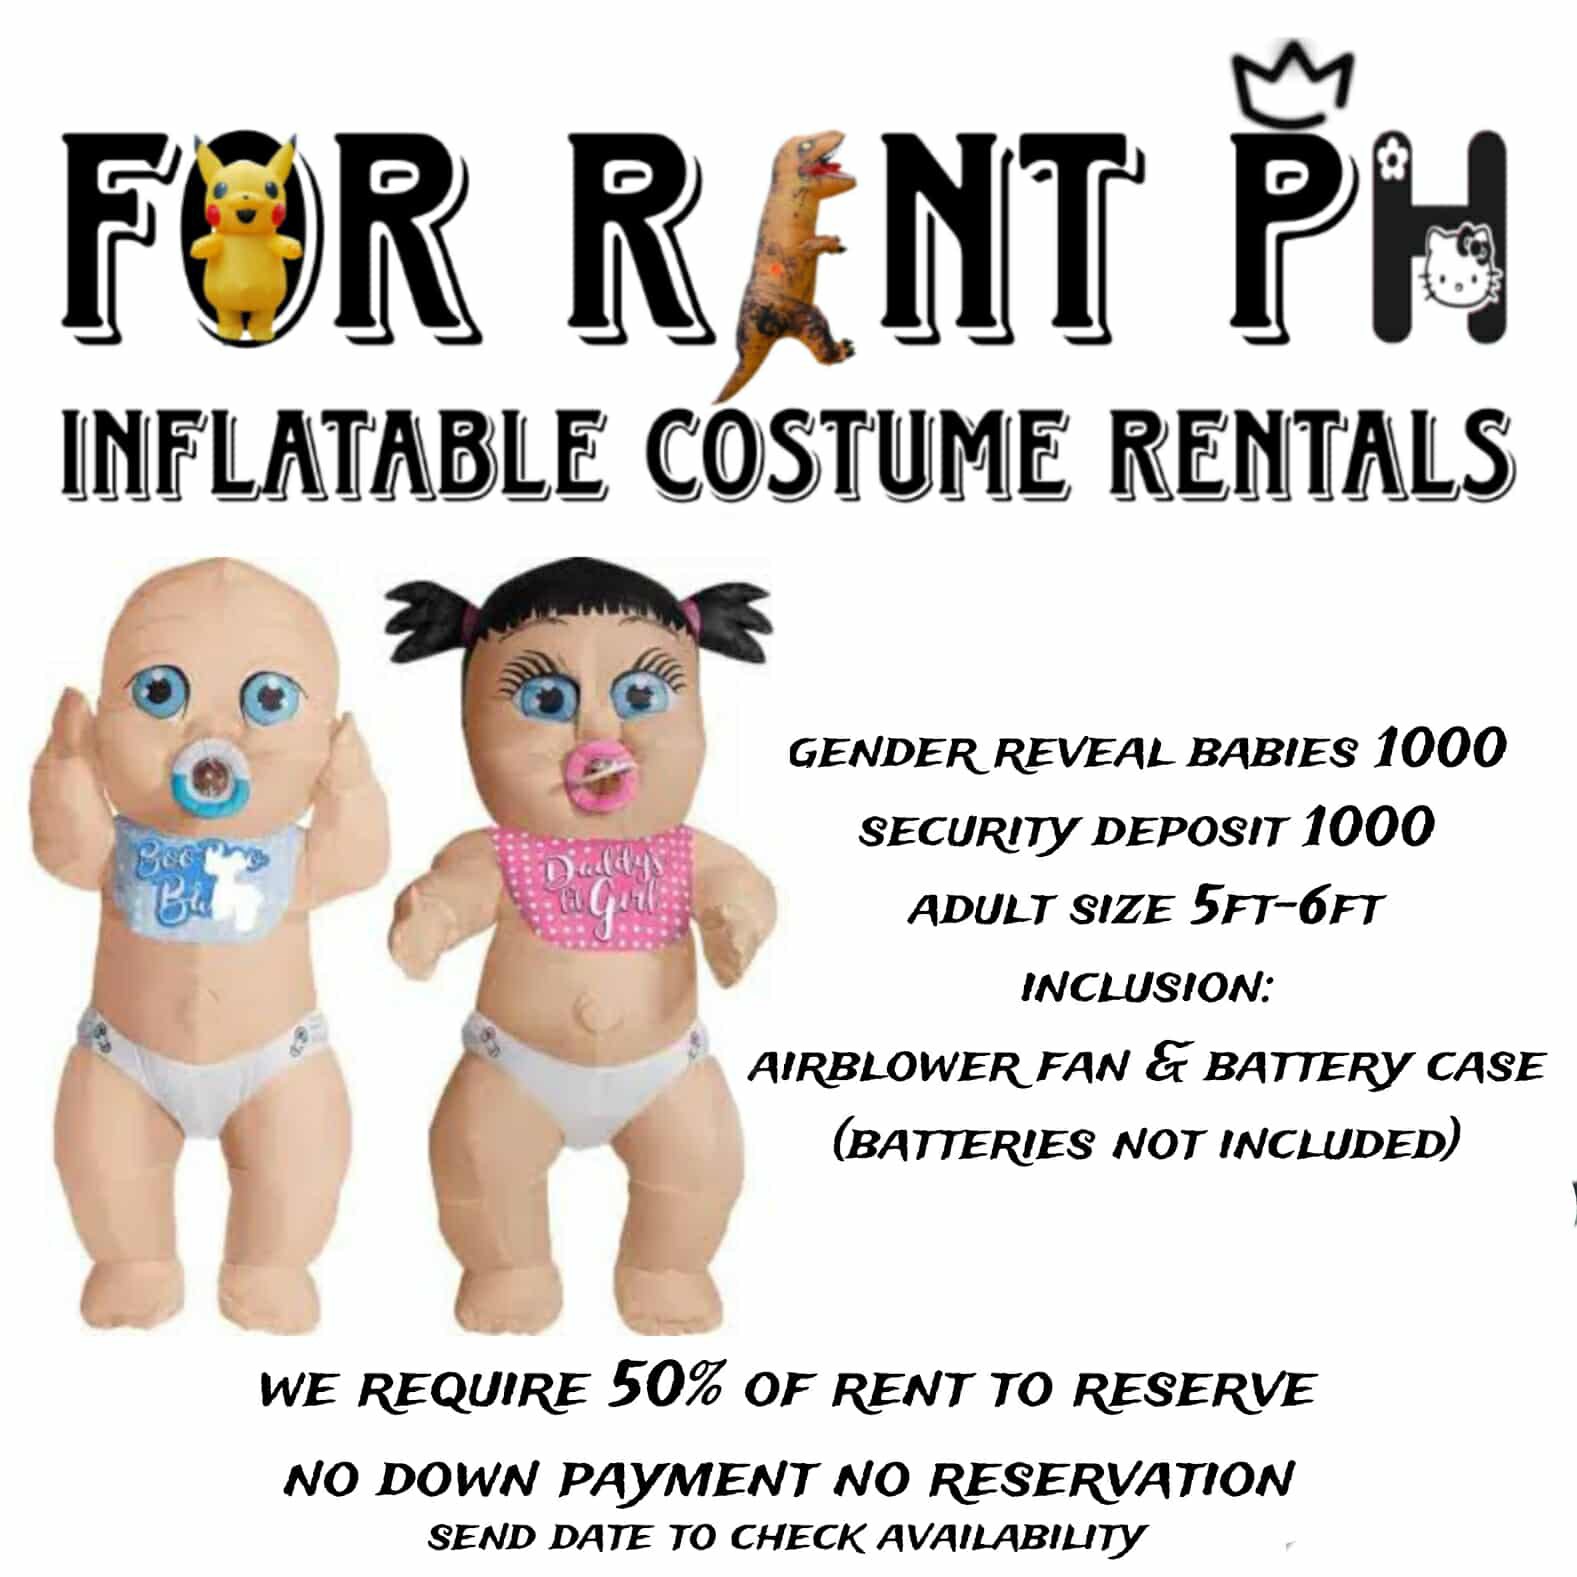 FOR RENT PH
INFLATABLE COSTUME RENTALS
Daddy's
lil Girl
GENDER REVEAL BABIES 1000
SECURITY DEPOSIT 1000
ADULT SIZE 5FT-6FT
INCLUSION:
AIRBLOWER FAN & BATTERY CASE
(BATTERIES NOT INCLUDED)
WE REQUIRE 50% OF RENT TO RESERVE
NO DOWN PAYMENT NO RESERVATION
SEND DATE TO CHECK AVAILABILITY